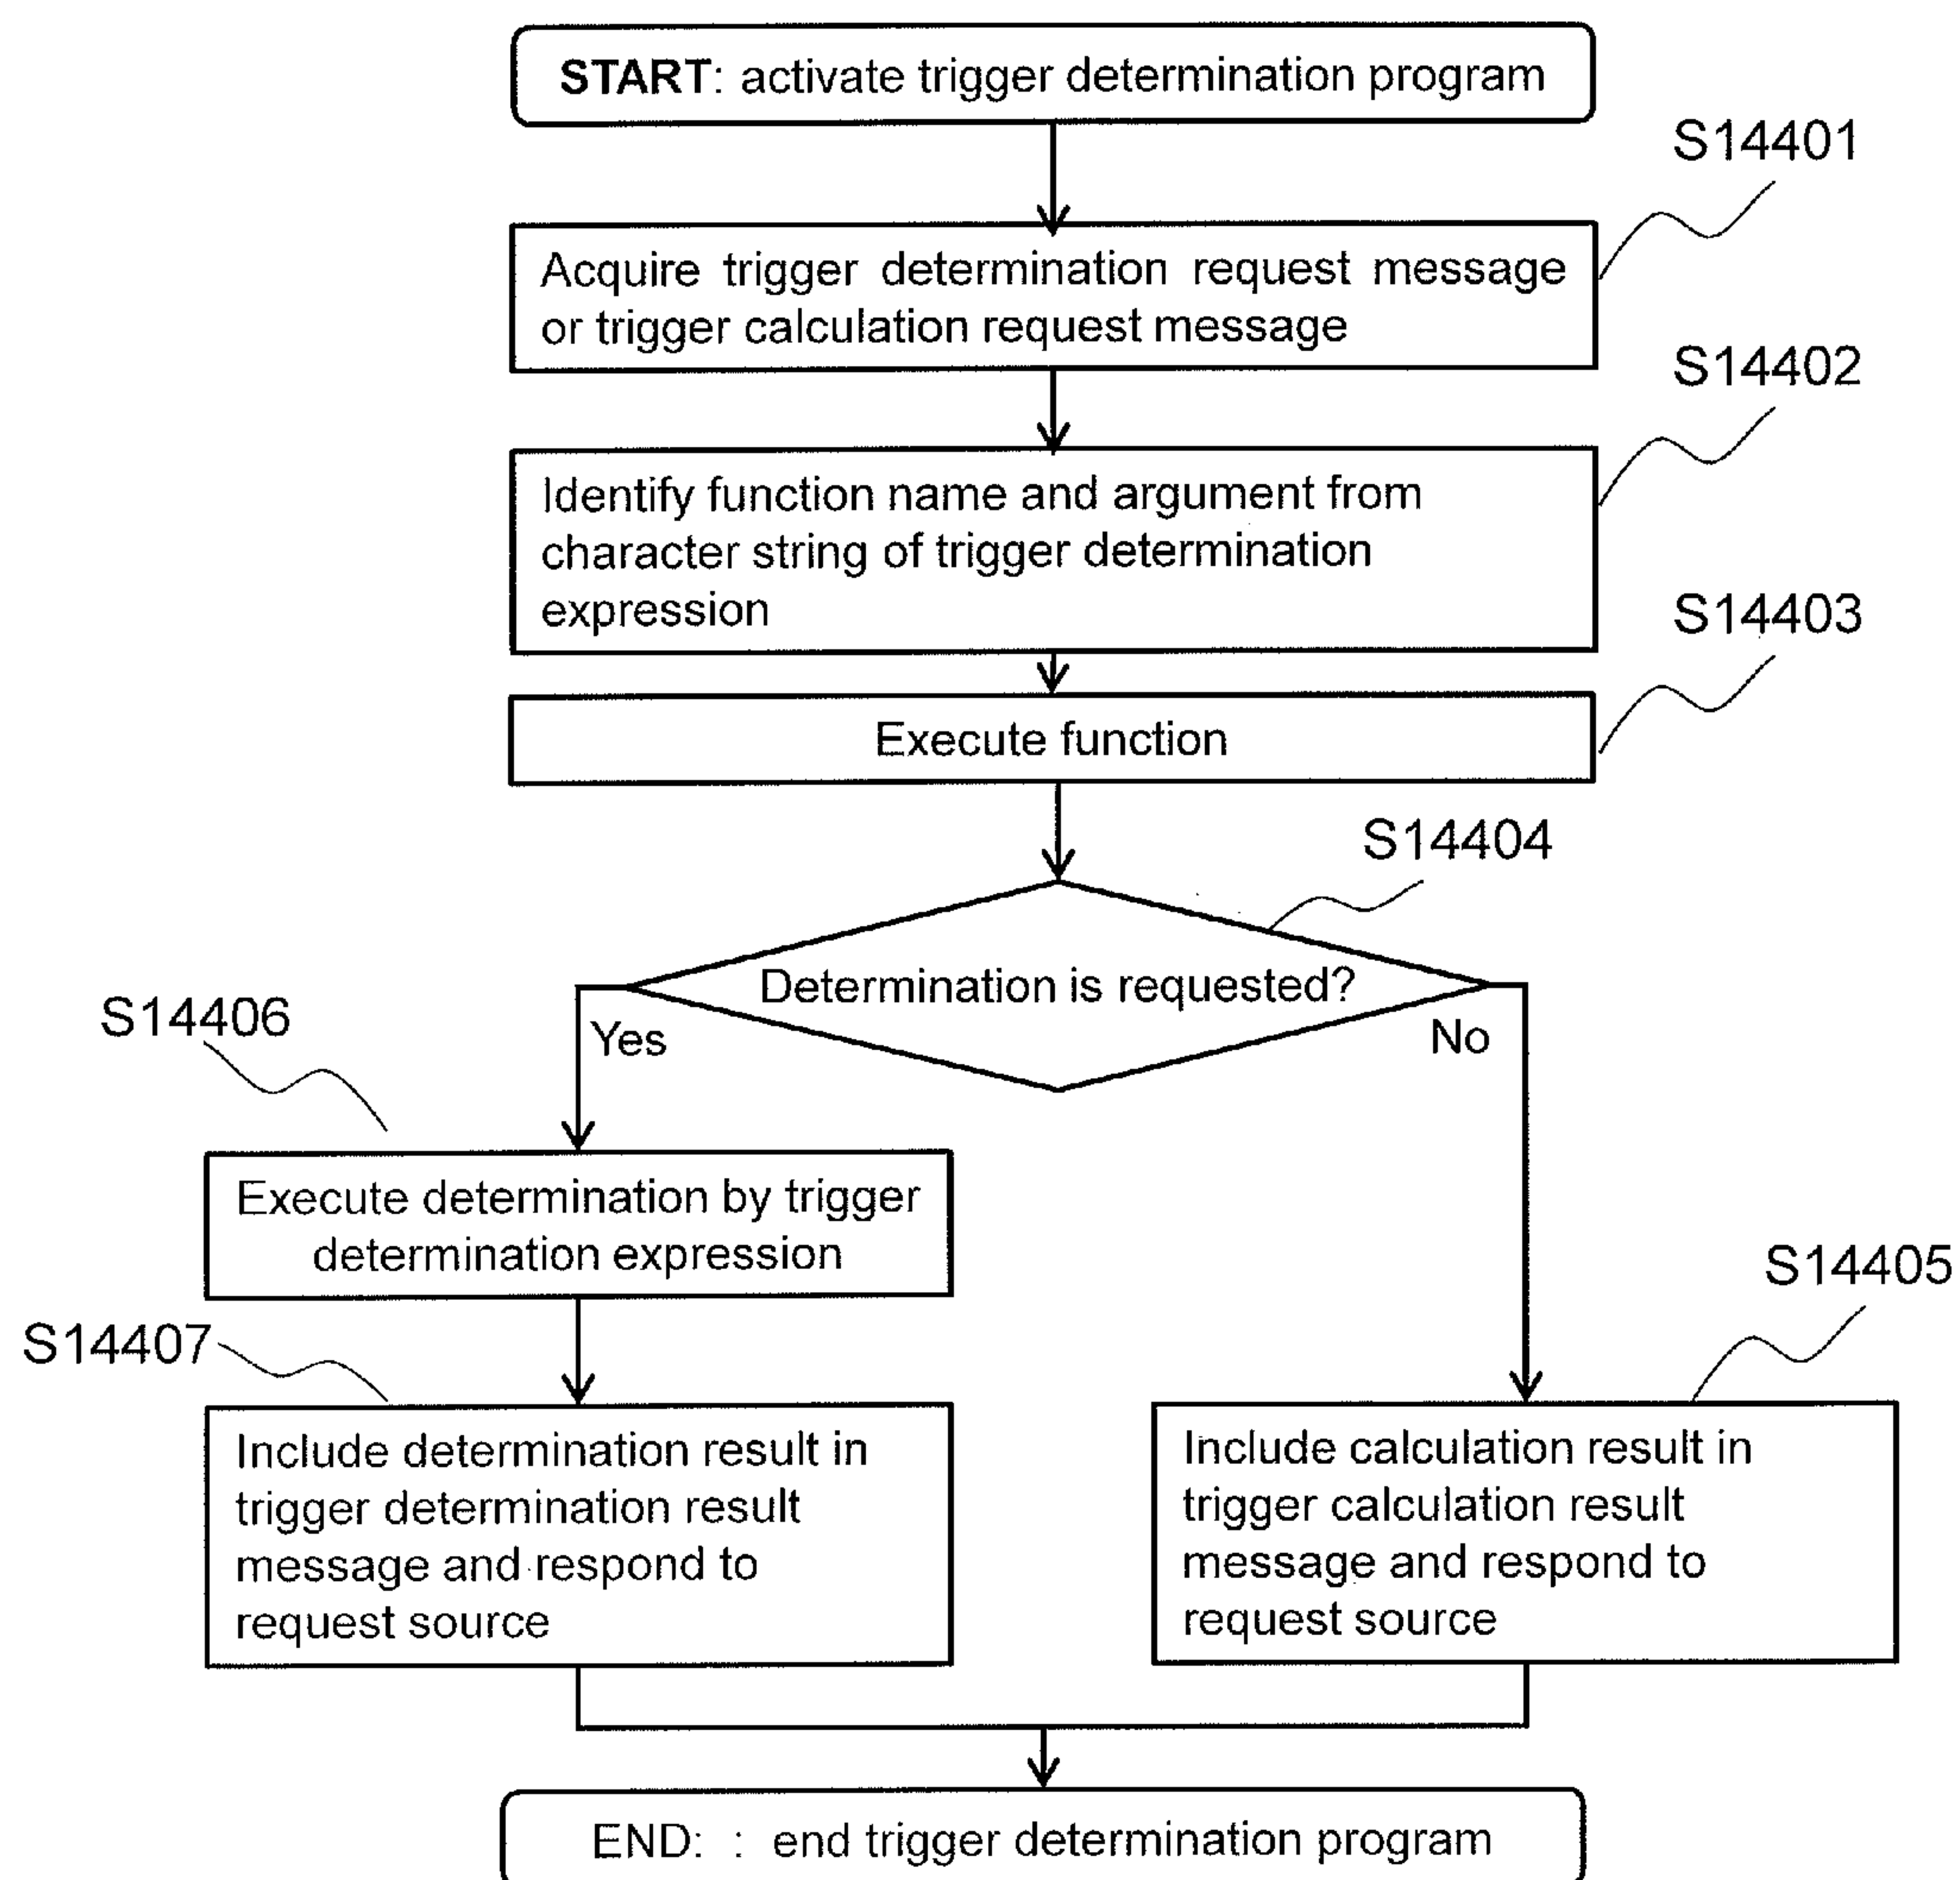 START: activate trigger determination program
S14401
Acquire trigger determination request message
or trigger calculation request message
S14402
Identify function name and argument from
character string of trigger determination
expression
S14403
Execute function
S14404
Determination is requested?
Yes
No
S14406
Execute determination by trigger
determination expression
S14405
S14407
Include determination result in
trigger determination result
message and respond to
request source
Include calculation result in
trigger calculation result
message and respond to
request source
END: : end trigger determination program